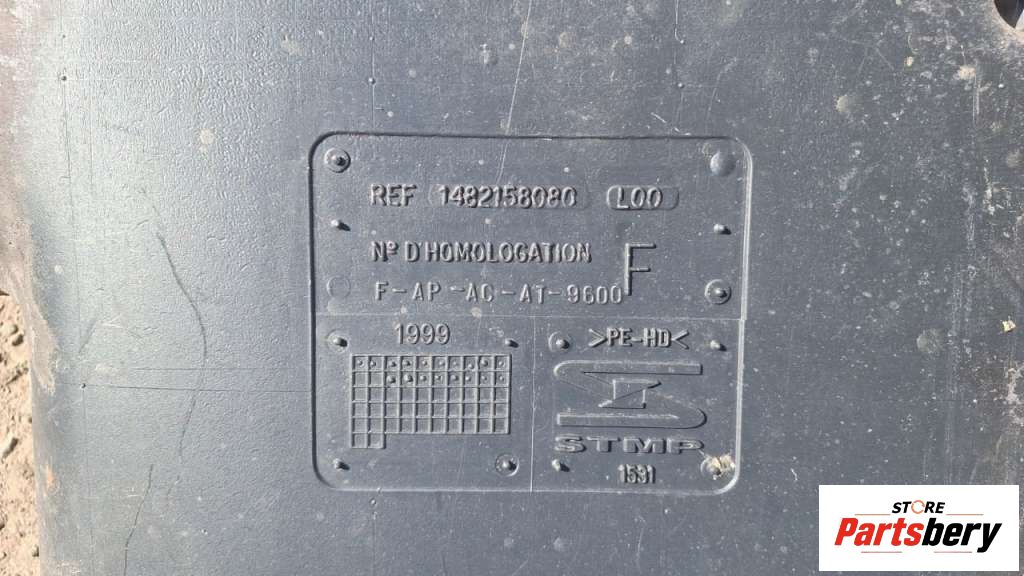 REF 1482158080 L00
Nº D'HOMOLOGATION F
F-AP-AC-AT-9600
1999
>PE-HD<
STMP
1531
STORE
Partsbery